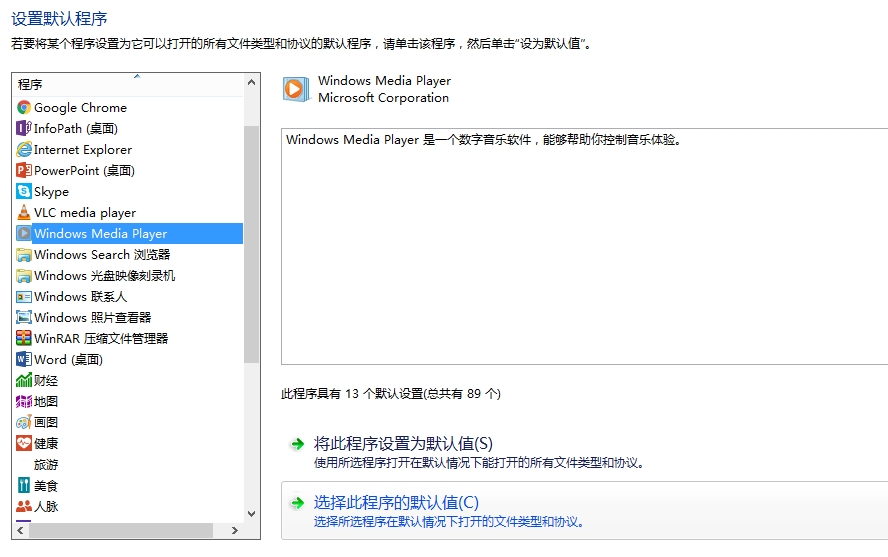 设置默认程序
若要将某个程序设置为它可以打开的所有文件类型和协议的默认程序，请单击该程序，然后单击“设为默认值”。
程序
Google Chrome
InfoPath (桌面)
Internet Explorer
PowerPoint (桌面)
Skype
VLC media player
Windows Media Player
Windows Search 浏览器
Windows 光盘映像刻录机
Windows 联系人
Windows 照片查看器
WinRAR 压缩文件管理器
Word (桌面)
财经
地图
画图
健康
旅游
美食
人脉
Windows Media Player
Microsoft Corporation
Windows Media Player 是一个数字音乐软件，能够帮助你控制音乐体验。
此程序具有 13 个默认设置(总共有 89 个)
将此程序设置为默认值(S)
使用所选程序打开在默认情况下能打开的所有文件类型和协议。
选择此程序的默认值(C)
选择所选程序在默认情况下打开的文件类型和协议。